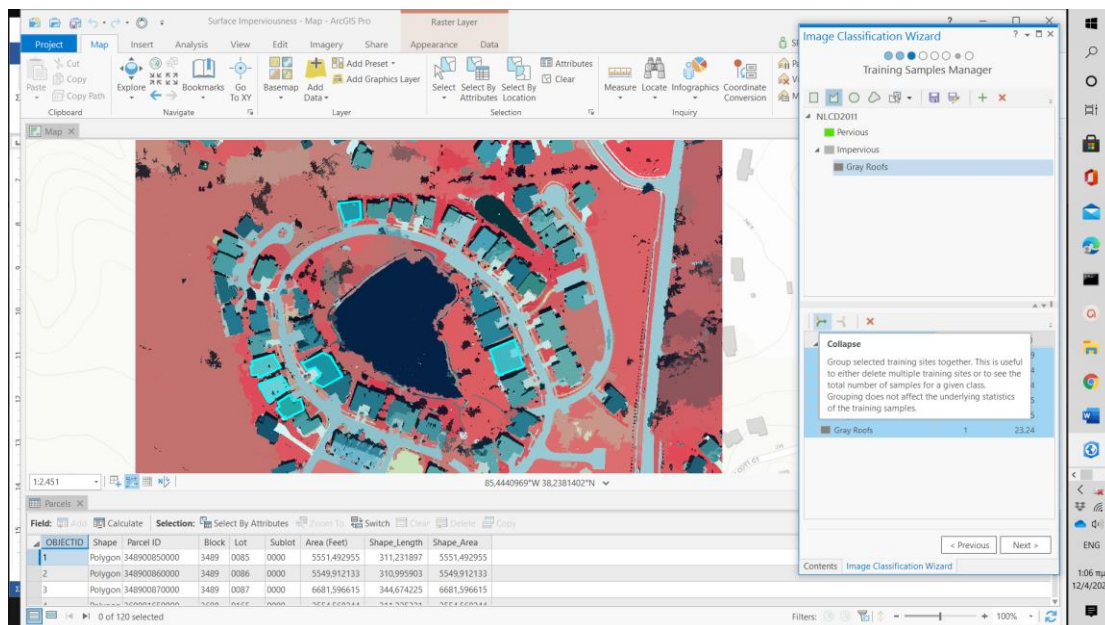 Surface Imperviousness - Map - ArcGIS Pro
Raster Layer
Project Map Insert Analysis View Edit Imagery Share Appearance Data
Paste
Cut
Copy
Copy Path
Clipboard
Explore
Bookmarks
Go To XY
Navigate
Basemap
Add Data
Add Preset
Add Graphics Layer
Layer
Select
Select By Attributes
Select By Location
Attributes
Clear
Selection
Measure
Locate
Infographics
Coordinate Conversion
Inquiry
Map
Image Classification Wizard
Training Samples Manager
NLCD2011
Pervious
Impervious
Gray Roofs
Collapse
Group selected training sites together. This is useful
to either delete multiple training sites or to see the
total number of samples for a given class.
Grouping does not affect the underlying statistics
of the training samples.
Gray Roofs 1 23.24
< Previous Next >
Contents Image Classification Wizard
1:2.451
85,4440969°W 38,2381402°N
Parcels
Field: Add Calculate Selection: Select By Attributes Zoom To Switch Clear Delete Copy
OBJECTID Shape Parcel ID Block Lot Sublot Area (Feet) Shape_Length Shape_Area
1 Polygon 348900850000 3489 0085 0000 5551,492955 311,231897 5551,492955
2 Polygon 348900860000 3489 0086 0000 5549,912133 310,995903 5549,912133
3 Polygon 348900870000 3489 0087 0000 6681,596615 344,674225 6681,596615
0 of 120 selected
Filters:
100%
ENG
1:06 πμ
12/4/202